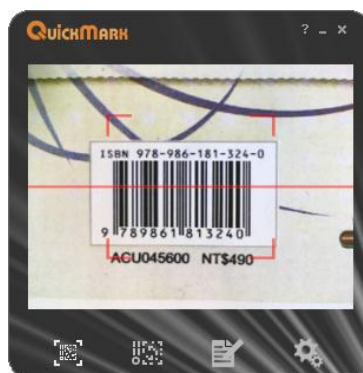 QUICKMARK
? _ ×
ISBN 978-986-181-324-0
9 789861 813240
ACU045600 NT$490